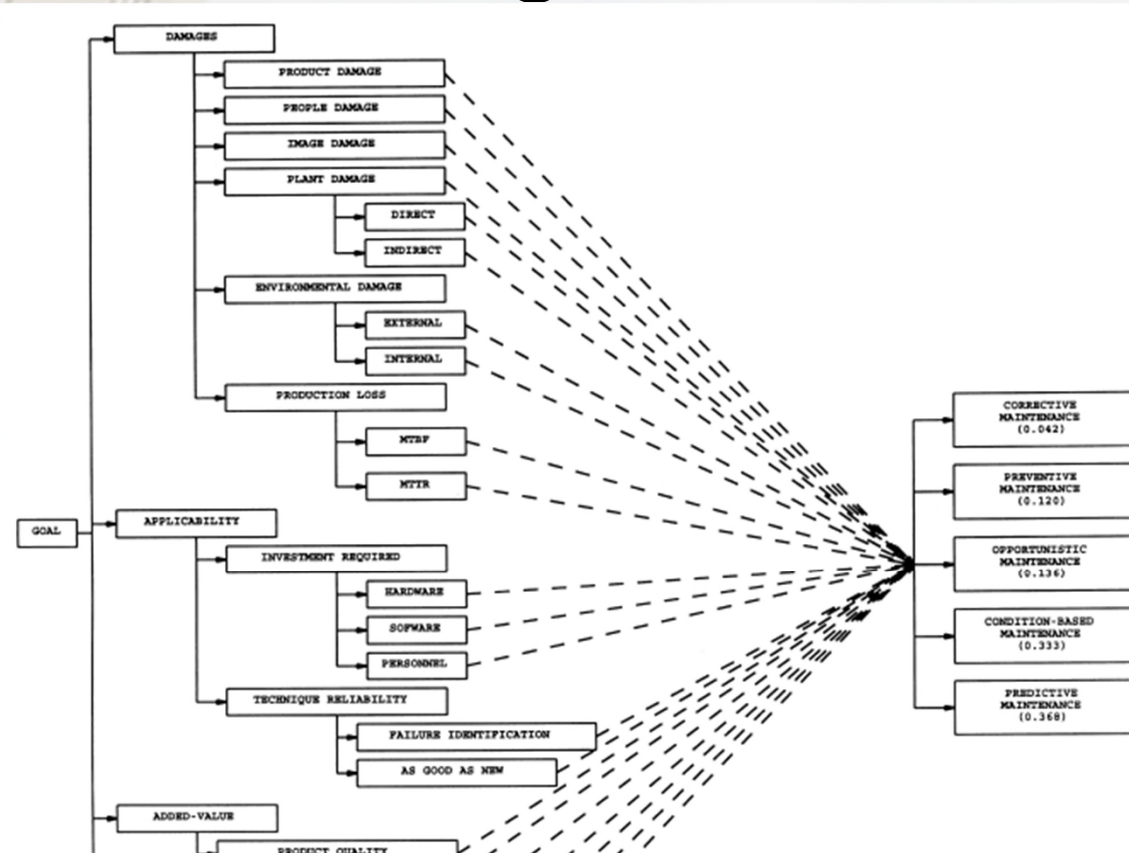 DAMAGES
PRODUCT DAMAGE
PEOPLE DAMAGE
IMAGE DAMAGE
PLANT DAMAGE
DIRECT
INDIRECT
ENVIRONMENTAL DAMAGE
EXTERNAL
INTERNAL
PRODUCTION LOSS
MTBF
MTTR
GOAL
APPLICABILITY
INVESTMENT REQUIRED
HARDWARE
SOFWARE
PERSONNEL
TECHNIQUE RELIABILITY
FAILURE IDENTIFICATION
AS GOOD AS NEW
ADDED-VALUE
PRODUCT QUALITY
CORRECTIVE
MAINTENANCE
(0.042)
PREVENTIVE
MAINTENANCE
(0.120)
OPPORTUNISTIC
MAINTENANCE
(0.136)
CONDITION-BASED
MAINTENANCE
(0.333)
PREDICTIVE
MAINTENANCE
(0.368)